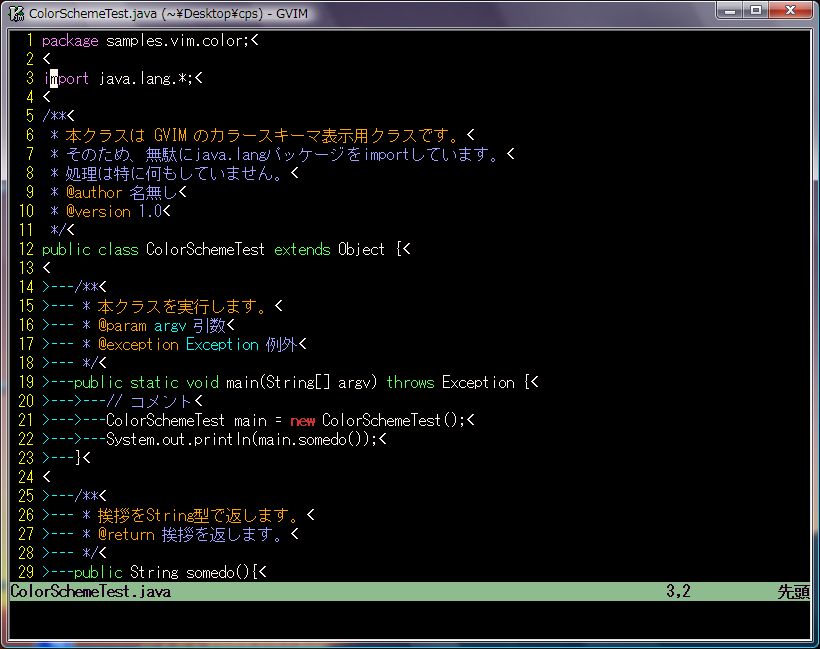 ColorSchemeTest.java (~¥Desktop¥cps) - GVIM
1 package samples.vim.color;<
2 <
3 import java.lang.*;<
4 <
5 /**<
6  * 本クラスは GVIM のカラースキーマ表示用クラスです。<
7  * そのため、無駄にjava.langパッケージをimportしています。<
8  * 処理は特に何もしていません。<
9  * @author 名無し<
10  * @version 1.0<
11  */<
12 public class ColorSchemeTest extends Object {<
13 <
14 >---/**<
15 >--- * 本クラスを実行します。<
16 >--- * @param argv 引数<
17 >--- * @exception Exception 例外<
18 >--- */<
19 >---public static void main(String[] argv) throws Exception {<
20 >--->---// コメント<
21 >--->---ColorSchemeTest main = new ColorSchemeTest();<
22 >--->---System.out.println(main.somedo());<
23 >---}<
24 <
25 >---/**<
26 >--- * 挨拶をString型で返します。<
27 >--- * @return 挨拶を返します。<
28 >--- */<
29 >---public String somedo(){<
ColorSchemeTest.java 3,2 先頭